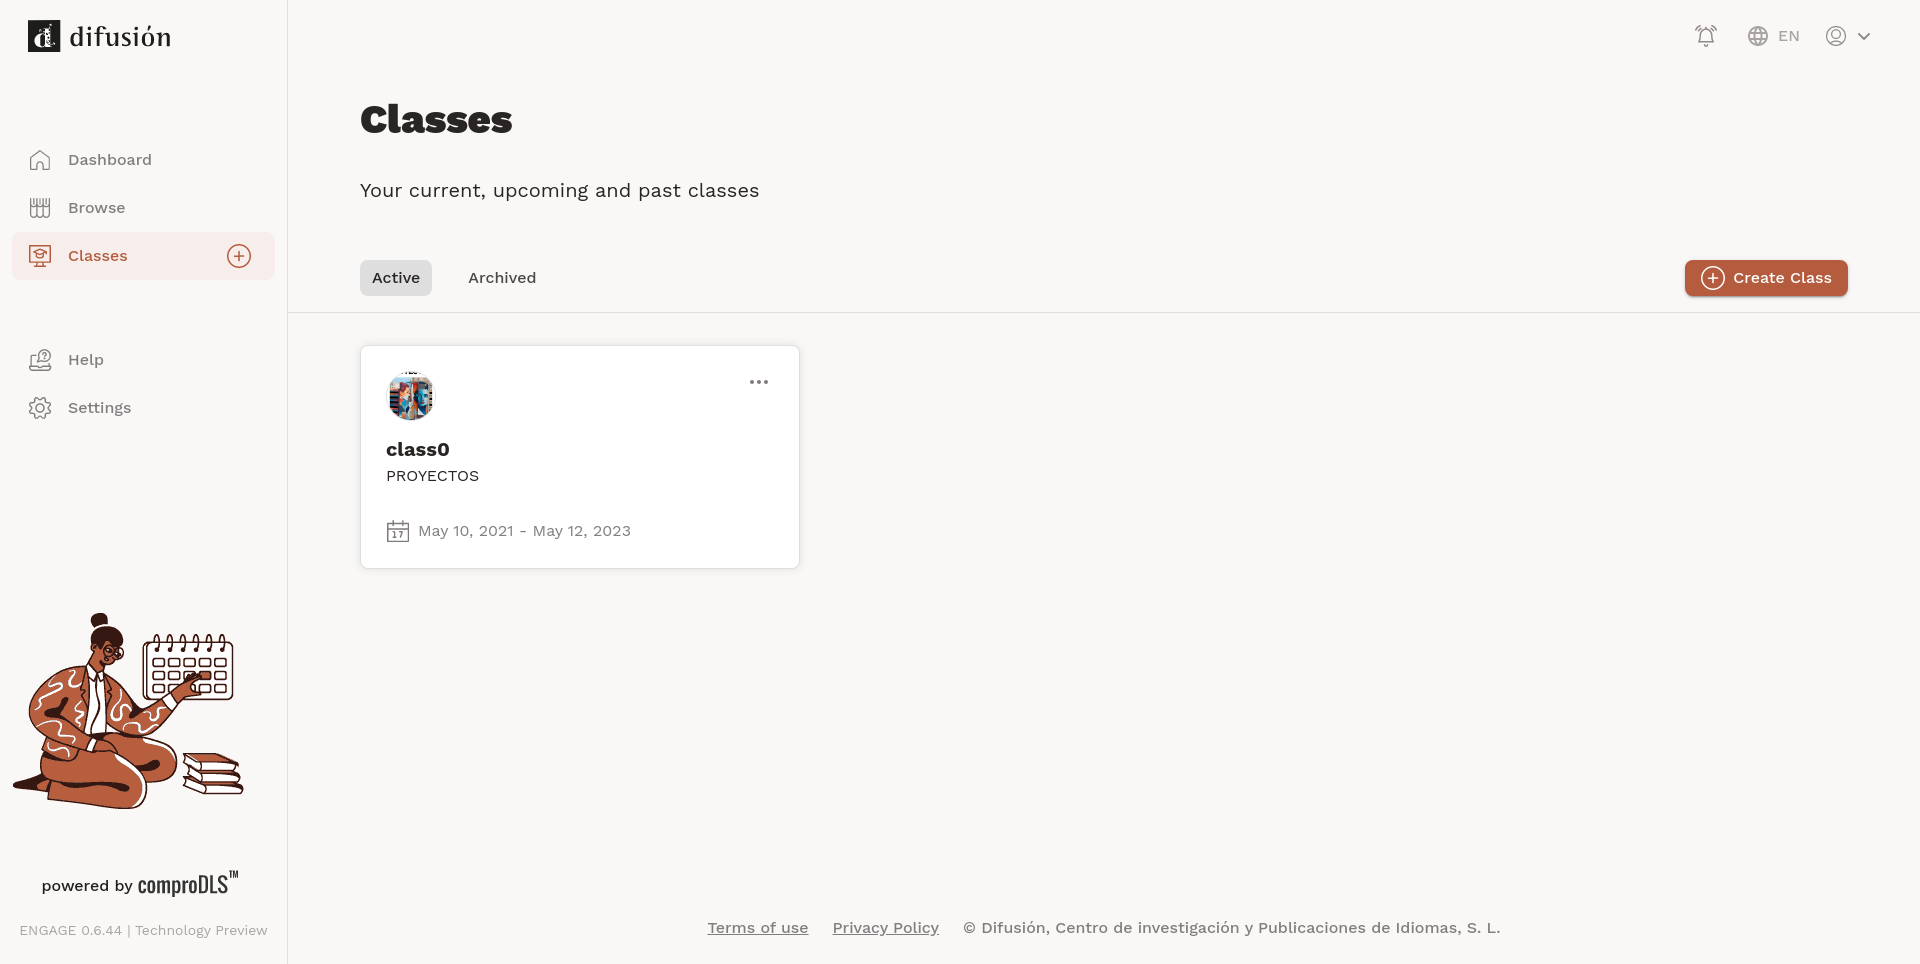 difusión
EN
Dashboard
Browse
Classes
Help
Settings
Classes
Your current, upcoming and past classes
Active
Archived
Create Class
class0
PROYECTOS
17
May 10, 2021 - May 12, 2023
powered by comproDLS™
ENGAGE 0.6.44 | Technology Preview
Terms of use
Privacy Policy
© Difusión, Centro de investigación y Publicaciones de Idiomas, S. L.